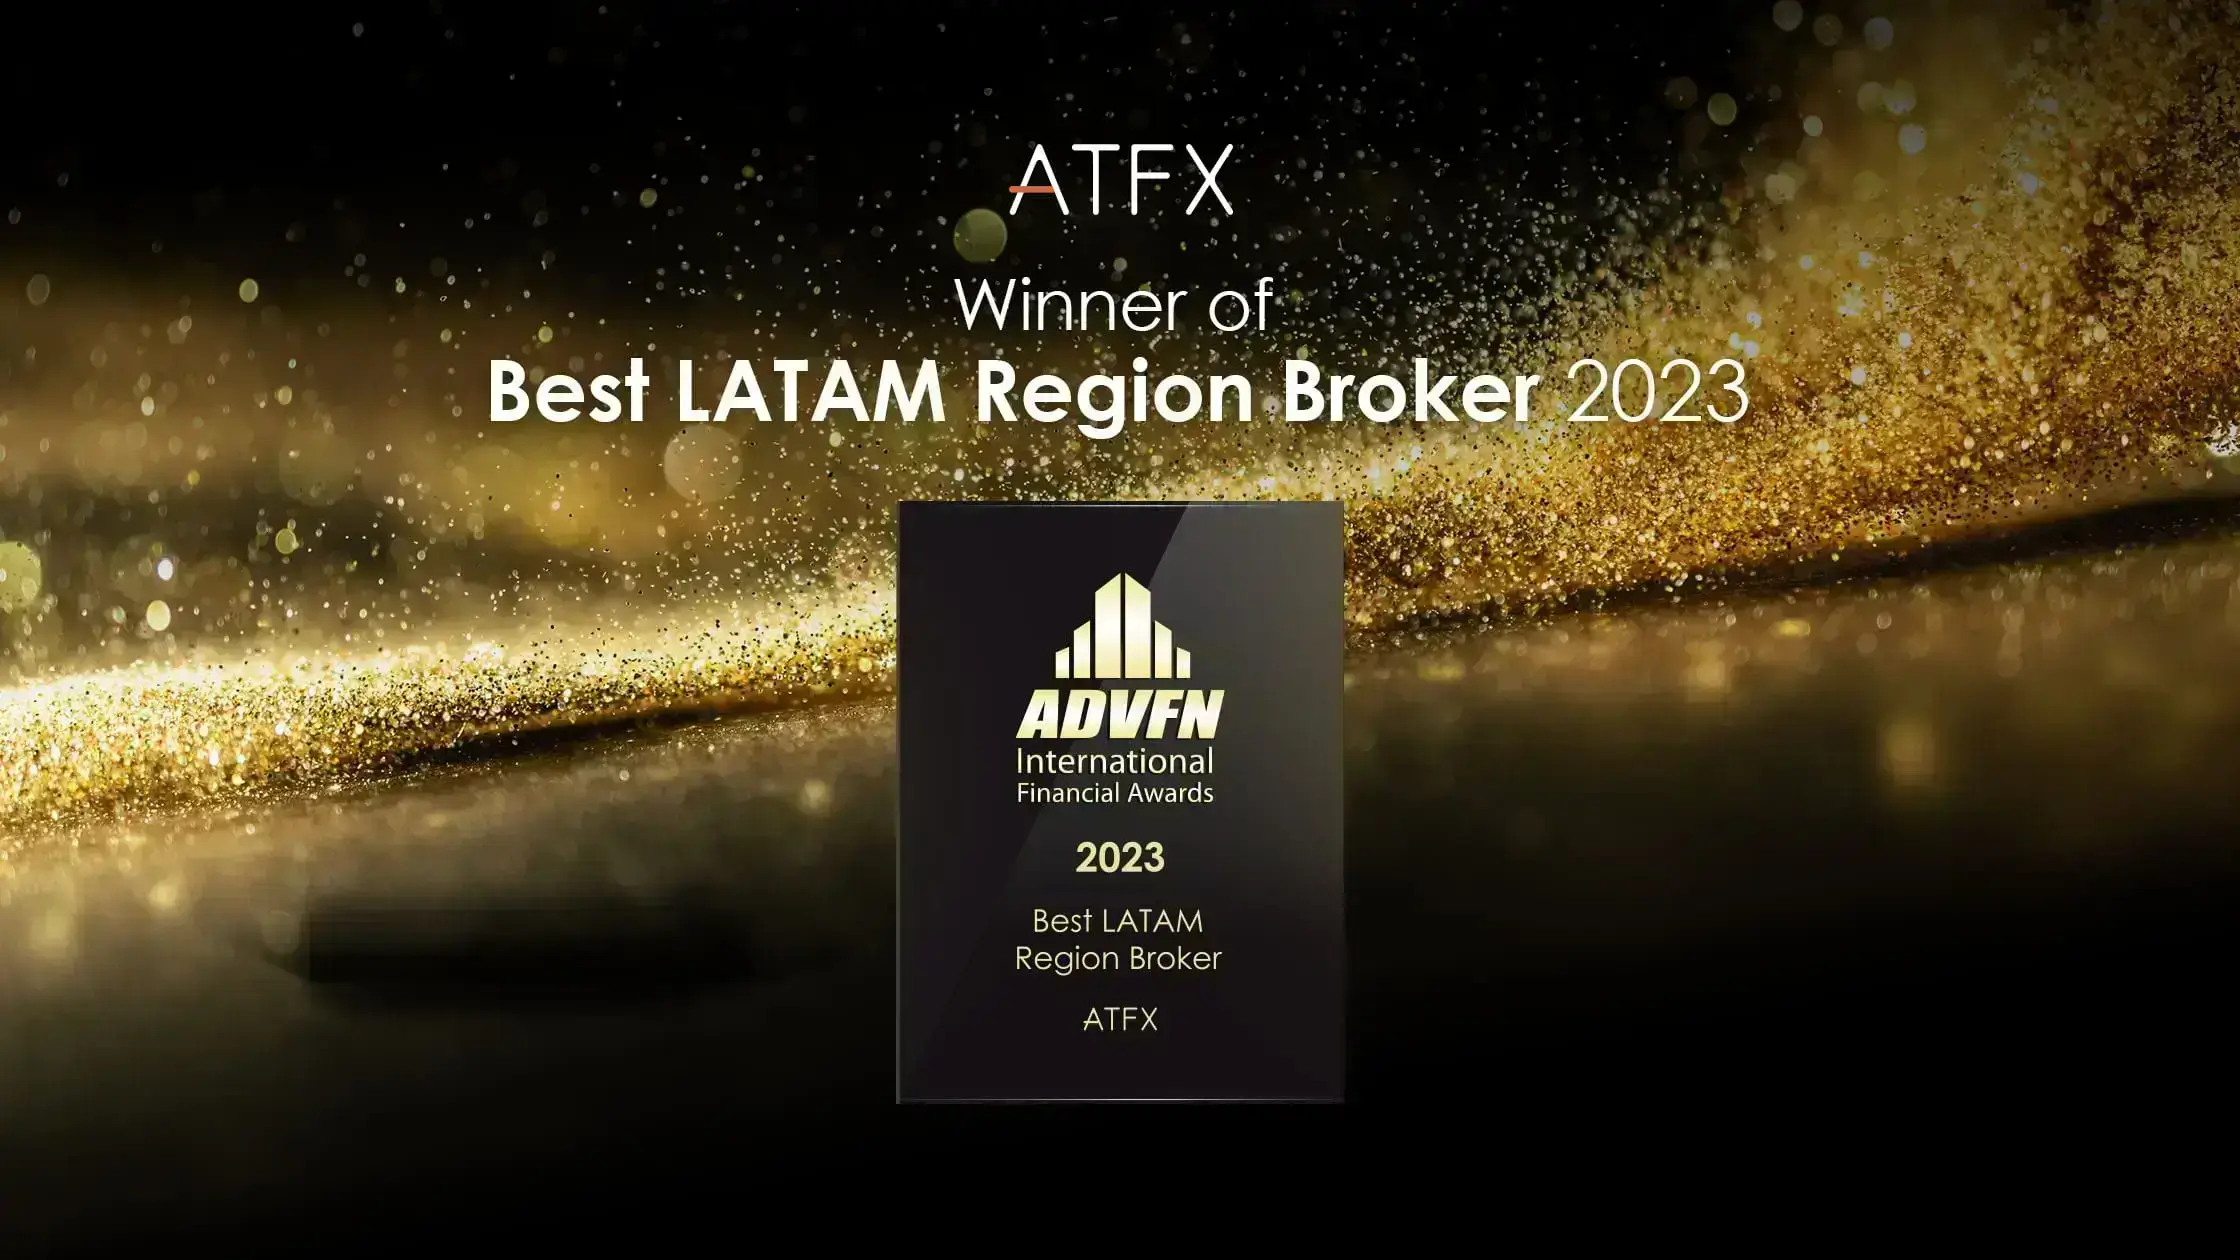 ATFX
Winner of
Best LATAM Region Broker 2023
ADVFN
International
Financial Awards
2023
Best LATAM
Region Broker
ATFX